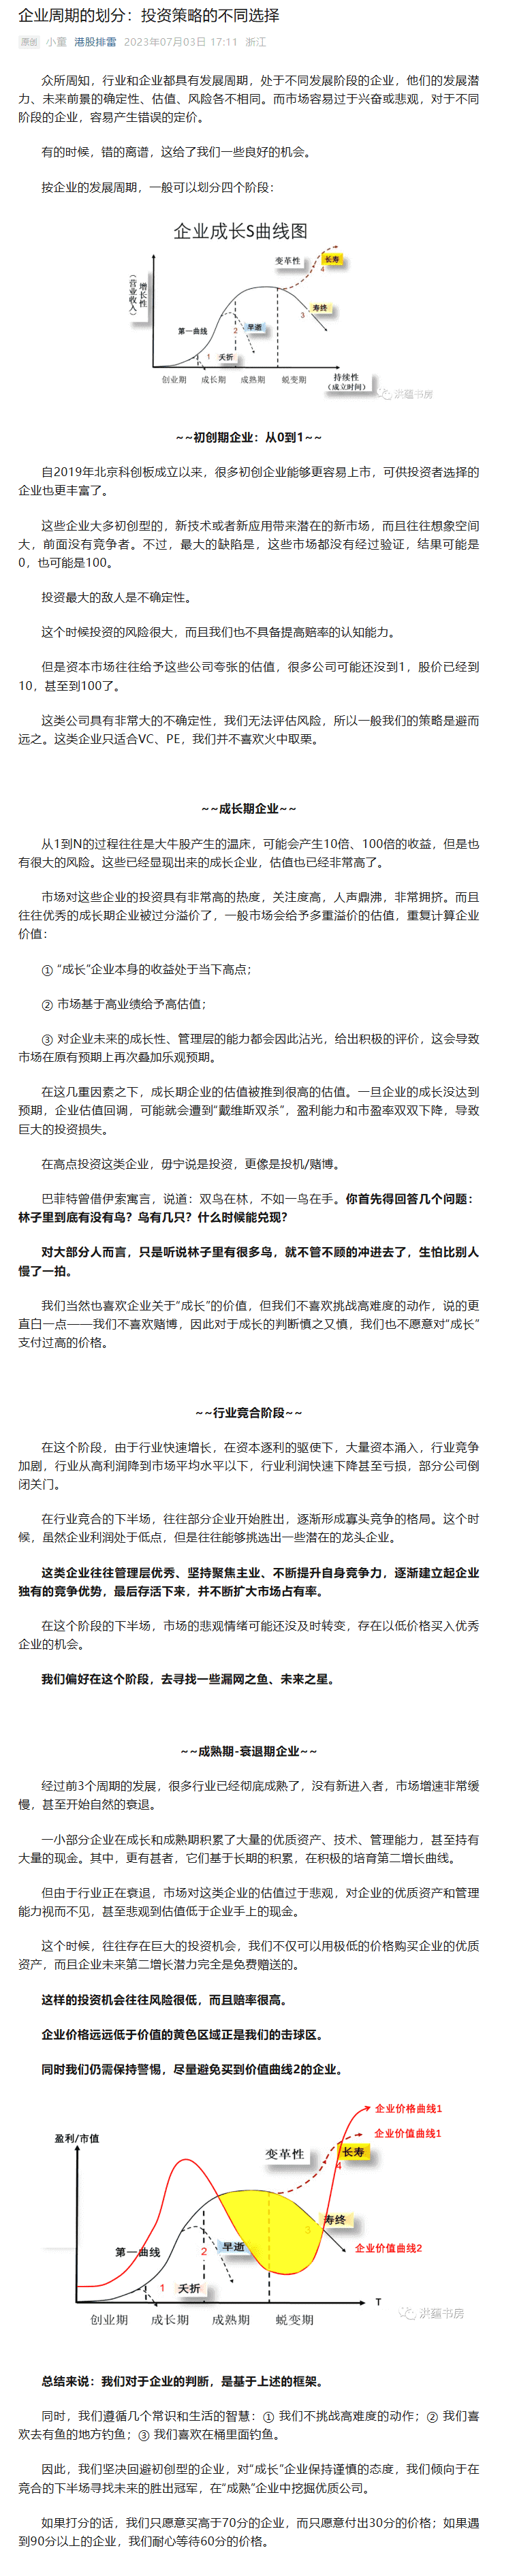 企业周期的划分：投资策略的不同选择
原创 小童 港股排雷 2023年07月03日 17:11 浙江
众所周知，行业和企业都具有发展周期，处于不同发展阶段的企业，他们的发展潜
力、未来前景的确定性、估值、风险各不相同。而市场容易过于兴奋或悲观，对于不同
阶段的企业，容易产生错误的定价。
有的时候，错的离谱，这给了我们一些良好的机会。
按企业的发展周期，一般可以划分四个阶段：
企业成长S曲线图
增长性
（营业收入）
变革性
长寿
4
寿终
3
第一曲线
2
早逝
1
夭折
创业期 成长期 成熟期 蜕变期
持续性
（成立时间）
洪蕴书房
~~初创期企业：从0到1~~
自2019年北京科创板成立以来，很多初创企业能够更容易上市，可供投资者选择的
企业也更丰富了。
这些企业大多初创型的，新技术或者新应用带来潜在的新市场，而且往往想象空间
大，前面没有竞争者。不过，最大的缺陷是，这些市场都没有经过验证，结果可能是
0，也可能是100。
投资最大的敌人是不确定性。
这个时候投资的风险很大，而且我们也不具备提高赔率的认知能力。
但是资本市场往往给予这些公司夸张的估值，很多公司可能还没到1，股价已经到
10，甚至到100了。
这类公司具有非常大的不确定性，我们无法评估风险，所以一般我们的策略是避而
远之。这类企业只适合VC、PE，我们并不喜欢火中取栗。
~~成长期企业~~
从1到N的过程往往是大牛股产生的温床，可能会产生10倍、100倍的收益，但是也
有很大的风险。这些已经显现出来的成长企业，估值也已经非常高了。
市场对这些企业的投资具有非常高的热度，关注度高，人声鼎沸，非常拥挤。而且
往往优秀的成长期企业被过分溢价了，一般市场会给予多重溢价的估值，重复计算企业
价值：
① “成长”企业本身的收益处于当下高点；
② 市场基于高业绩给予高估值；
③ 对企业未来的成长性、管理层的能力都会因此沾光，给出积极的评价，这会导致
市场在原有预期上再次叠加乐观预期。
在这几重因素之下，成长期企业的估值被推到很高的估值。一旦企业的成长没达到
预期，企业估值回调，可能就会遭到“戴维斯双杀”，盈利能力和市盈率双双下降，导致
巨大的投资损失。
在高点投资这类企业，毋宁说是投资，更像是投机/赌博。
巴菲特曾借伊索寓言，说道：双鸟在林，不如一鸟在手。你首先得回答几个问题：
林子里到底有没有鸟？鸟有几只？什么时候能兑现？
对大部分人而言，只是听说林子里有很多鸟，就不管不顾的冲进去了，生怕比别人
慢了一拍。
我们当然也喜欢企业关于“成长”的价值，但我们不喜欢挑战高难度的动作，说的更
直白一点——我们不喜欢赌博，因此对于成长的判断慎之又慎，我们也不愿意对“成长”
支付过高的价格。
~~行业竞合阶段~~
在这个阶段，由于行业快速增长，在资本逐利的驱使下，大量资本涌入，行业竞争
加剧，行业从高利润降到市场平均水平以下，行业利润快速下降甚至亏损，部分公司倒
闭关门。
在行业竞合的下半场，往往部分企业开始胜出，逐渐形成寡头竞争的格局。这个时
候，虽然企业利润处于低点，但是往往能够挑选出一些潜在的龙头企业。
这类企业往往管理层优秀、坚持聚焦主业、不断提升自身竞争力，逐渐建立起企业
独有的竞争优势，最后存活下来，并不断扩大市场占有率。
在这个阶段的下半场，市场的悲观情绪可能还没及时转变，存在以低价格买入优秀
企业的机会。
我们偏好在这个阶段，去寻找一些漏网之鱼、未来之星。
~~成熟期-衰退期企业~~
经过前3个周期的发展，很多行业已经彻底成熟了，没有新进入者，市场增速非常缓
慢，甚至开始自然的衰退。
一小部分企业在成长和成熟期积累了大量的优质资产、技术、管理能力，甚至持有
大量的现金。其中，更有甚者，它们基于长期的积累，在积极的培育第二增长曲线。
但由于行业正在衰退，市场对这类企业的估值过于悲观，对企业的优质资产和管理
能力视而不见，甚至悲观到估值低于企业手上的现金。
这个时候，往往存在巨大的投资机会，我们不仅可以用极低的价格购买企业的优质
资产，而且企业未来第二增长潜力完全是免费赠送的。
这样的投资机会往往风险很低，而且赔率很高。
企业价格远远低于价值的黄色区域正是我们的击球区。
同时我们仍需保持警惕，尽量避免买到价值曲线2的企业。
企业价格曲线1
盈利/市值
企业价值曲线1
变革性
长寿
4
寿终
3
第一曲线
2
早逝
企业价值曲线2
1
夭折
T
创业期 成长期 成熟期 蜕变期
洪蕴书房
总结来说：我们对于企业的判断，是基于上述的框架。
同时，我们遵循几个常识和生活的智慧：① 我们不挑战高难度的动作；② 我们喜
欢去有鱼的地方钓鱼；③ 我们喜欢在桶里面钓鱼。
因此，我们坚决回避初创型的企业，对“成长”企业保持谨慎的态度，我们倾向于在
竞合的下半场寻找未来的胜出冠军，在“成熟”企业中挖掘优质公司。
如果打分的话，我们只愿意买高于70分的企业，而只愿意付出30分的价格；如果遇
到90分以上的企业，我们耐心等待60分的价格。